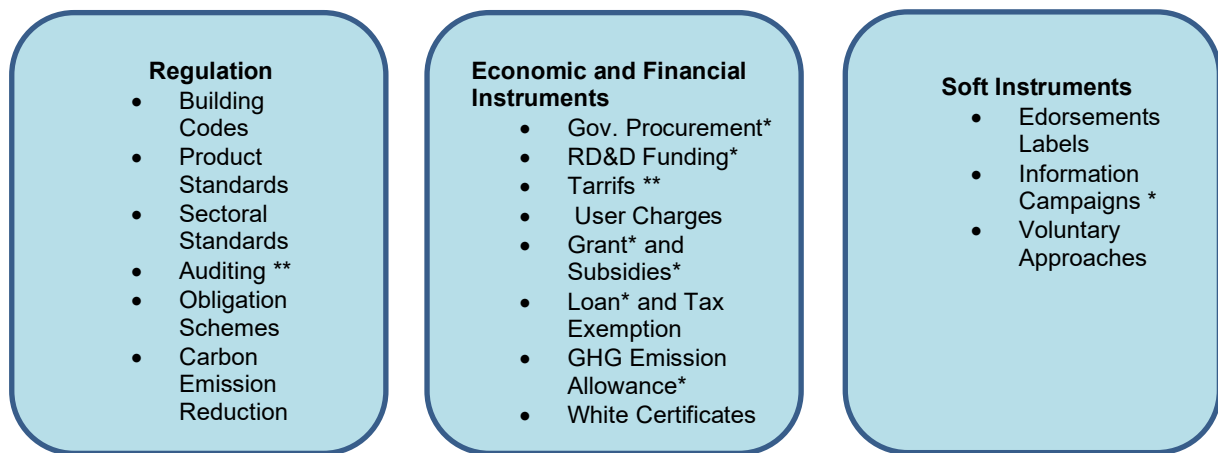 Regulation
• Building
Codes
• Product
Standards
• Sectoral
Standards
• Auditing **
• Obligation
Schemes
• Carbon
Emission
Reduction
Economic and Financial
Instruments
• Gov. Procurement*
• RD&D Funding*
• Tarrifs **
• User Charges
• Grant* and
Subsidies*
• Loan* and Tax
Exemption
• GHG Emission
Allowance*
• White Certificates
Soft Instruments
• Edorsements
Labels
• Information
Campaigns *
• Voluntary
Approaches